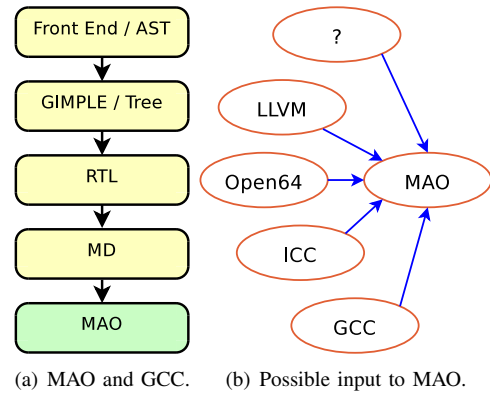 Front End / AST
GIMPLE / Tree
RTL
MD
MAO
(a) MAO and GCC.
?
LLVM
Open64
MAO
ICC
GCC
(b) Possible input to MAO.